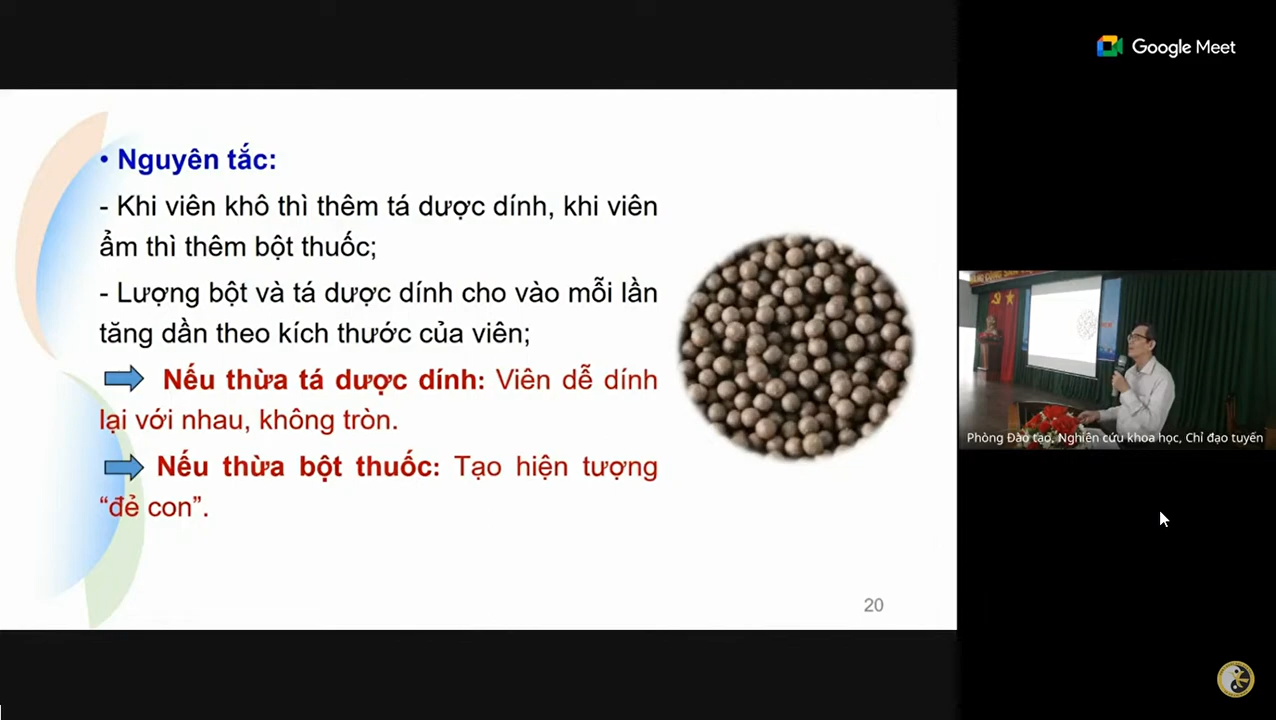 Google Meet
• Nguyên tắc:
- Khi viên khô thì thêm tá dược dính, khi viên
ẩm thì thêm bột thuốc;
- Lượng bột và tá dược dính cho vào mỗi lần
tăng dần theo kích thước của viên;
Nếu thừa tá dược dính: Viên dễ dính
lại với nhau, không tròn.
Nếu thừa bột thuốc: Tạo hiện tượng
“đẻ con”.
20
Phòng Đào tạo, Nghiên cứu khoa học, Chỉ đạo tuyến